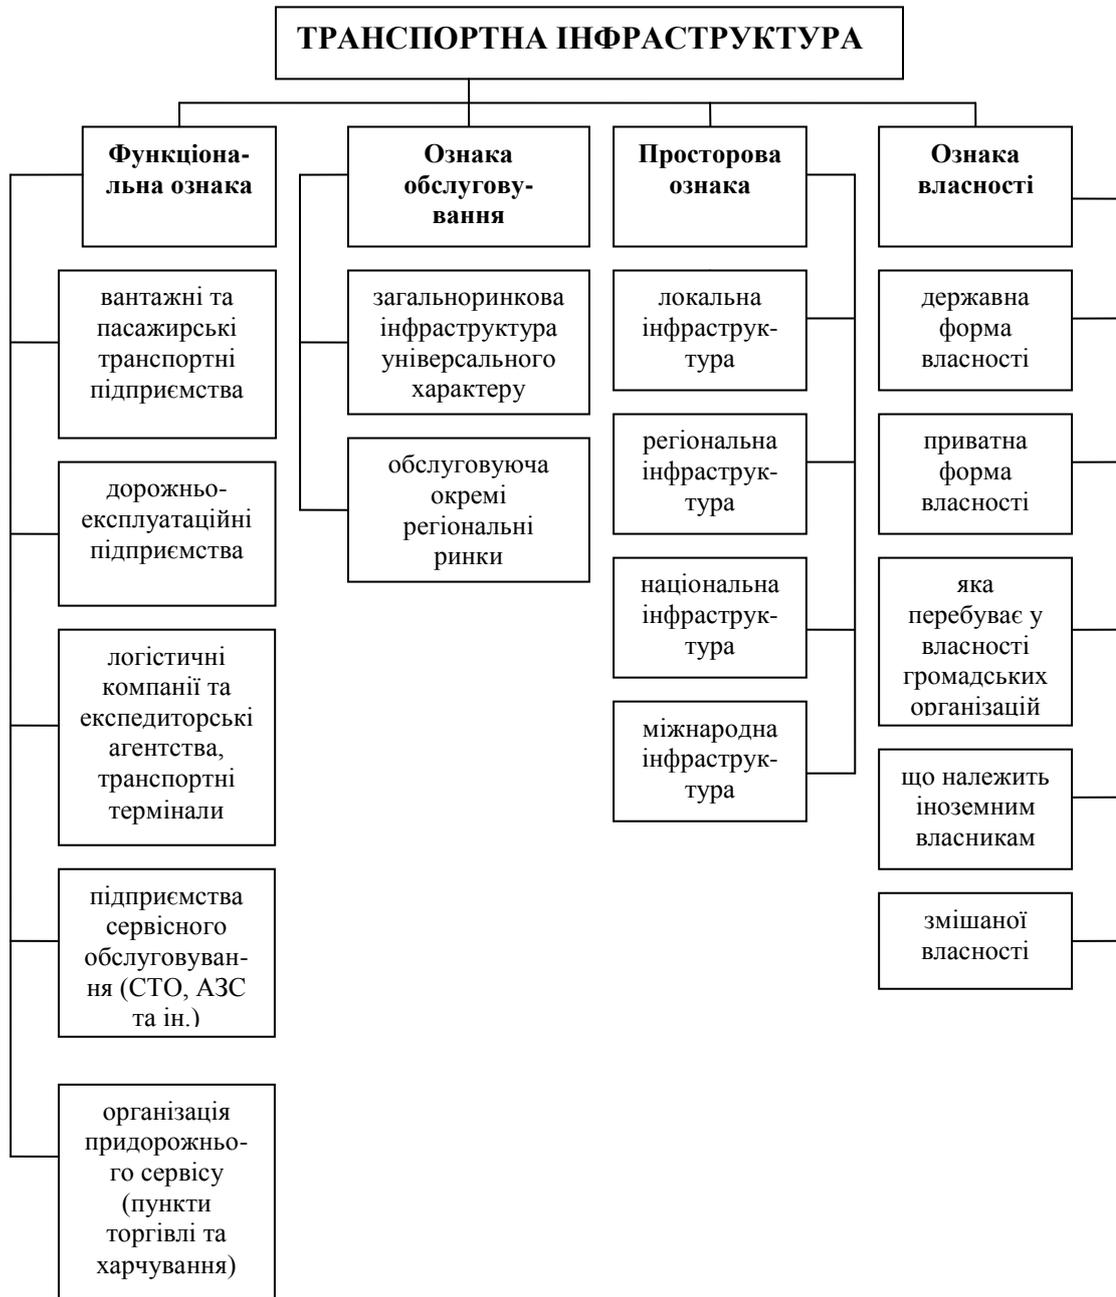 ТРАНСПОРТНА ІНФРАСТРУКТУРА
Функціона-
льна ознака
вантажні та
пасажирські
транспортні
підприємства
дорожньо-
експлуатаційні
підприємства
логістичні
компанії та
експедиторські
агентства,
транспортні
термінали
підприємства
сервісного
обслуговуван-
ня (СТО, АЗС
та ін.)
організація
придорожньо-
го сервісу
(пункти
торгівлі та
харчування)
Ознака
обслугову-
вання
загальноринкова
інфраструктура
універсального
характеру
обслуговуюча
окремі
регіональні
ринки
Просторова
ознака
локальна
інфраструк-
тура
регіональна
інфраструк-
тура
національна
інфраструк-
тура
міжнародна
інфраструк-
тура
Ознака
власності
державна
форма
власності
приватна
форма
власності
яка
перебуває у
власності
громадських
організацій
що належить
іноземним
власникам
змішаної
власності